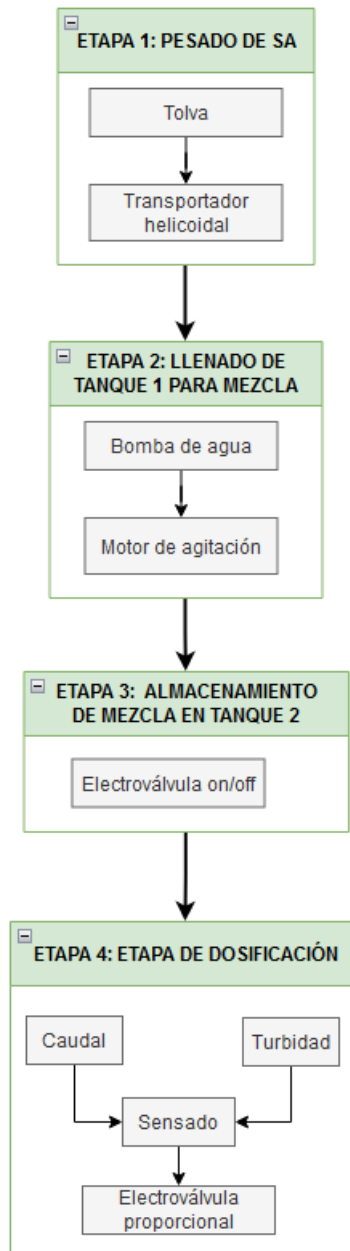 ETAPA 1: PESADO DE SA
Tolva
Transportador
helicoidal
ETAPA 2: LLENADO DE
TANQUE 1 PARA MEZCLA
Bomba de agua
Motor de agitación
ETAPA 3: ALMACENAMIENTO
DE MEZCLA EN TANQUE 2
Electroválvula on/off
ETAPA 4: ETAPA DE DOSIFICACIÓN
Caudal
Turbidad
Sensado
Electroválvula
proporcional